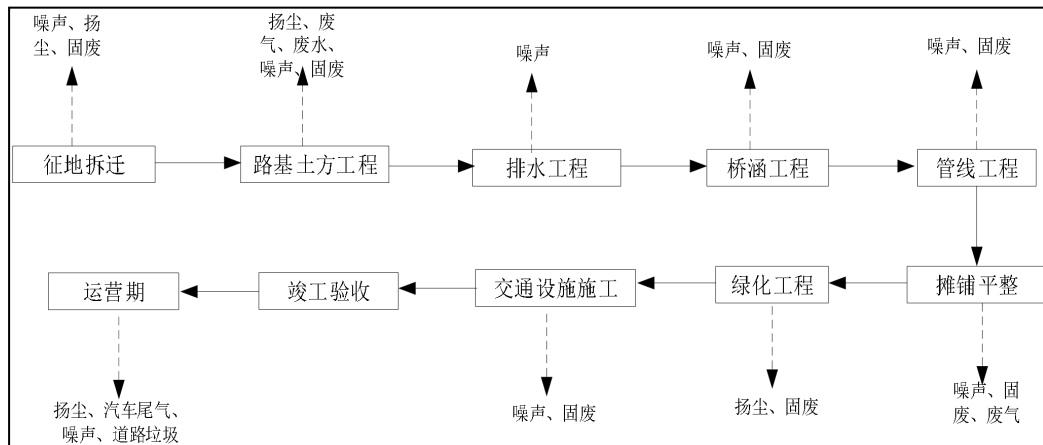 噪声、扬
尘、固废
扬尘、废
气、废水、
噪声、固废
噪声
噪声、固废
噪声、固废
征地拆迁
路基土方工程
排水工程
桥涵工程
管线工程
运营期
竣工验收
交通设施施工
绿化工程
摊铺平整
扬尘、汽车尾气、
噪声、道路垃圾
噪声、固废
扬尘、固废
噪声、固
废、废气